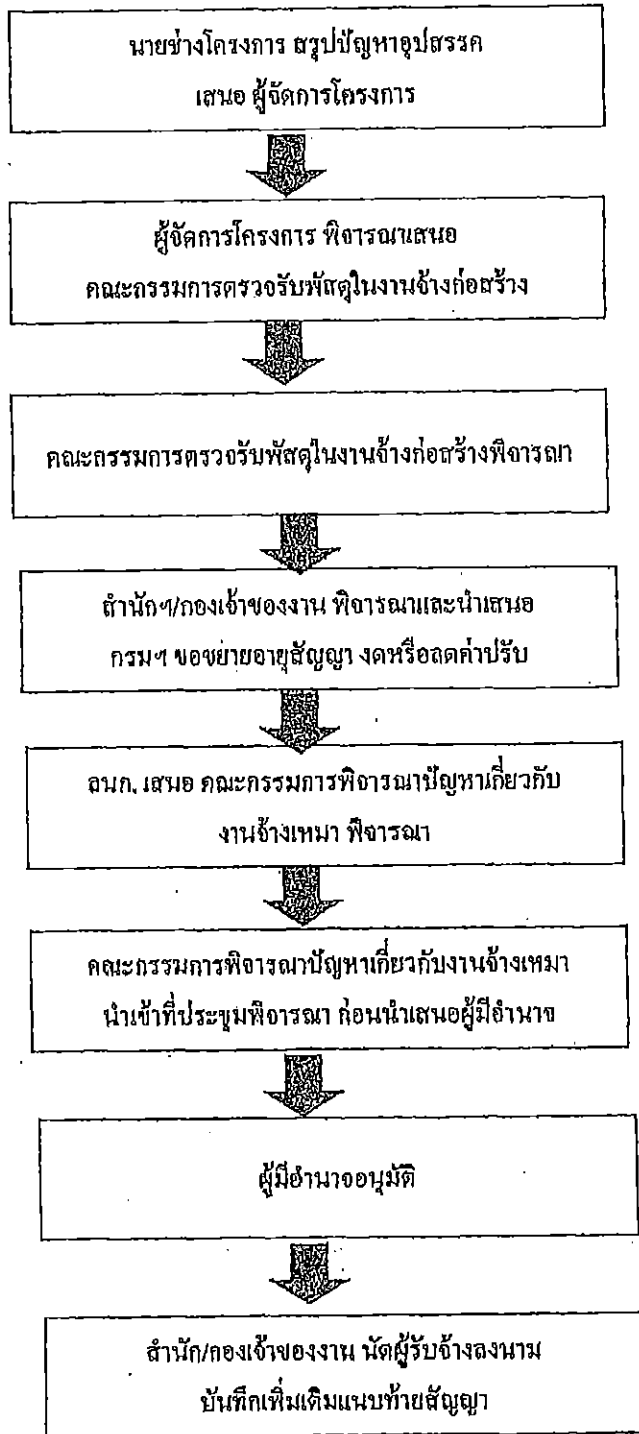 นายช่างโครงการ สรุปปัญหาอุปสรรค
เสนอ ผู้จัดการโครงการ
ผู้จัดการโครงการ พิจารณาเสนอ
คณะกรรมการตรวจรับพัสดุในงานจ้างก่อสร้าง
คณะกรรมการตรวจรับพัสดุในงานจ้างก่อสร้างพิจารณา
สำนักฯ/กองเจ้าของงาน พิจารณาและนำเสนอ
กรมฯ ขอขยายอายุสัญญา งดหรือลดค่าปรับ
ลนก. เสนอ คณะกรรมการพิจารณาปัญหาเกี่ยวกับ
งานจ้างเหมา พิจารณา
คณะกรรมการพิจารณาปัญหาเกี่ยวกับงานจ้างเหมา
นำเข้าที่ประชุมพิจารณา ก่อนนำเสนอผู้มีอำนาจ
ผู้มีอำนาจอนุมัติ
สำนัก/กองเจ้าของงาน นัดผู้รับจ้างลงนาม
บันทึกเพิ่มเติมแนบท้ายสัญญา